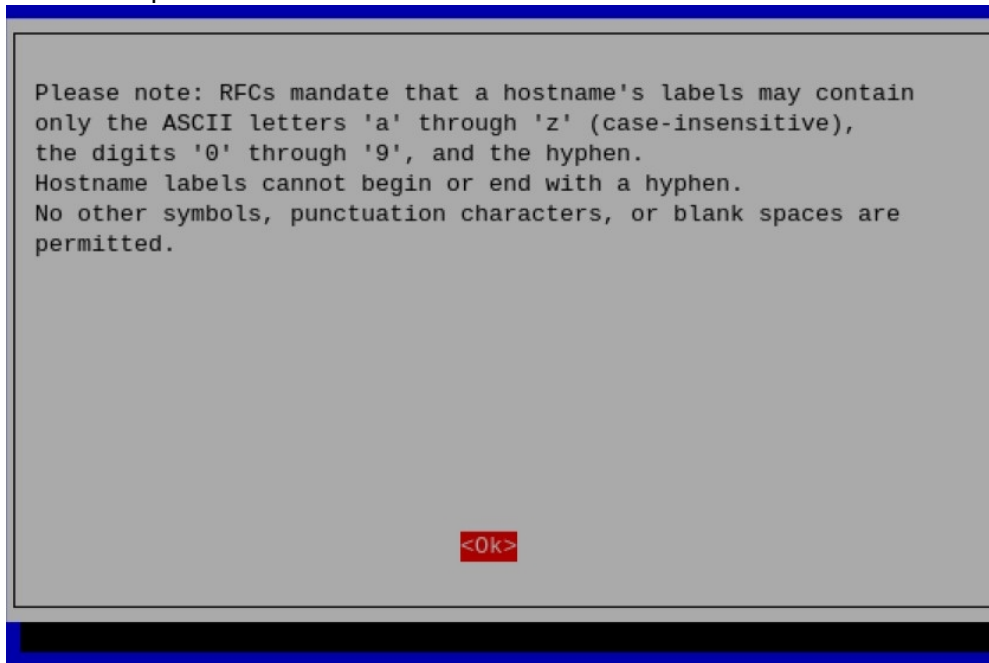 Please note: RFCs mandate that a hostname's labels may contain
only the ASCII letters 'a' through 'z' (case-insensitive),
the digits '0' through '9', and the hyphen.
Hostname labels cannot begin or end with a hyphen.
No other symbols, punctuation characters, or blank spaces are
permitted.
<Ok>